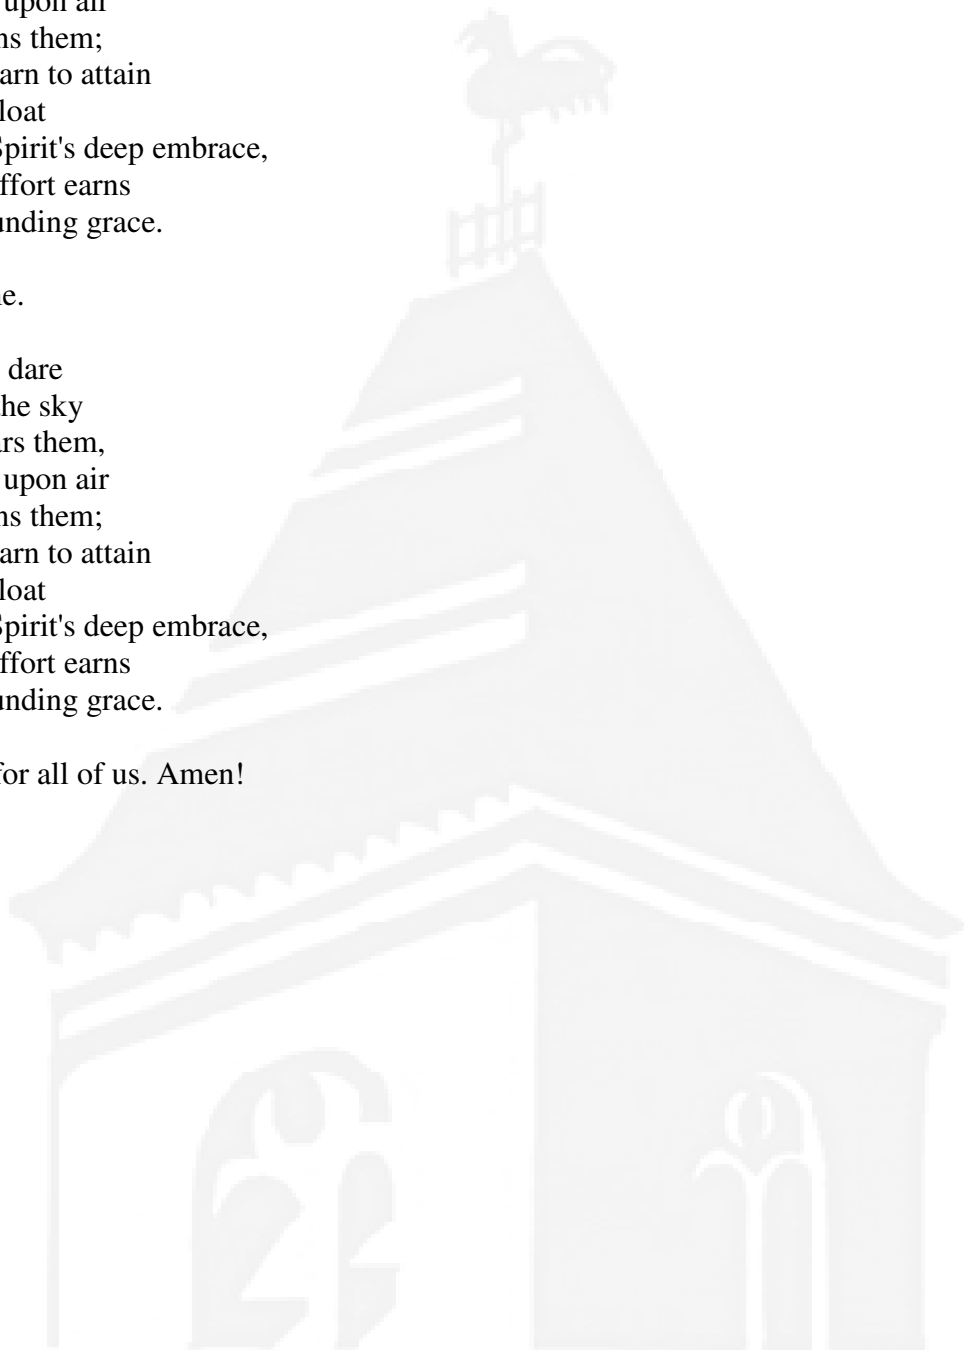 upon air
ns them;
arn to attain
loat
Spirit's deep embrace,
ffort earns
unding grace.
e.
dare
the sky
ars them,
upon air
ns them;
arn to attain
loat
Spirit's deep embrace,
ffort earns
unding grace.
for all of us. Amen!